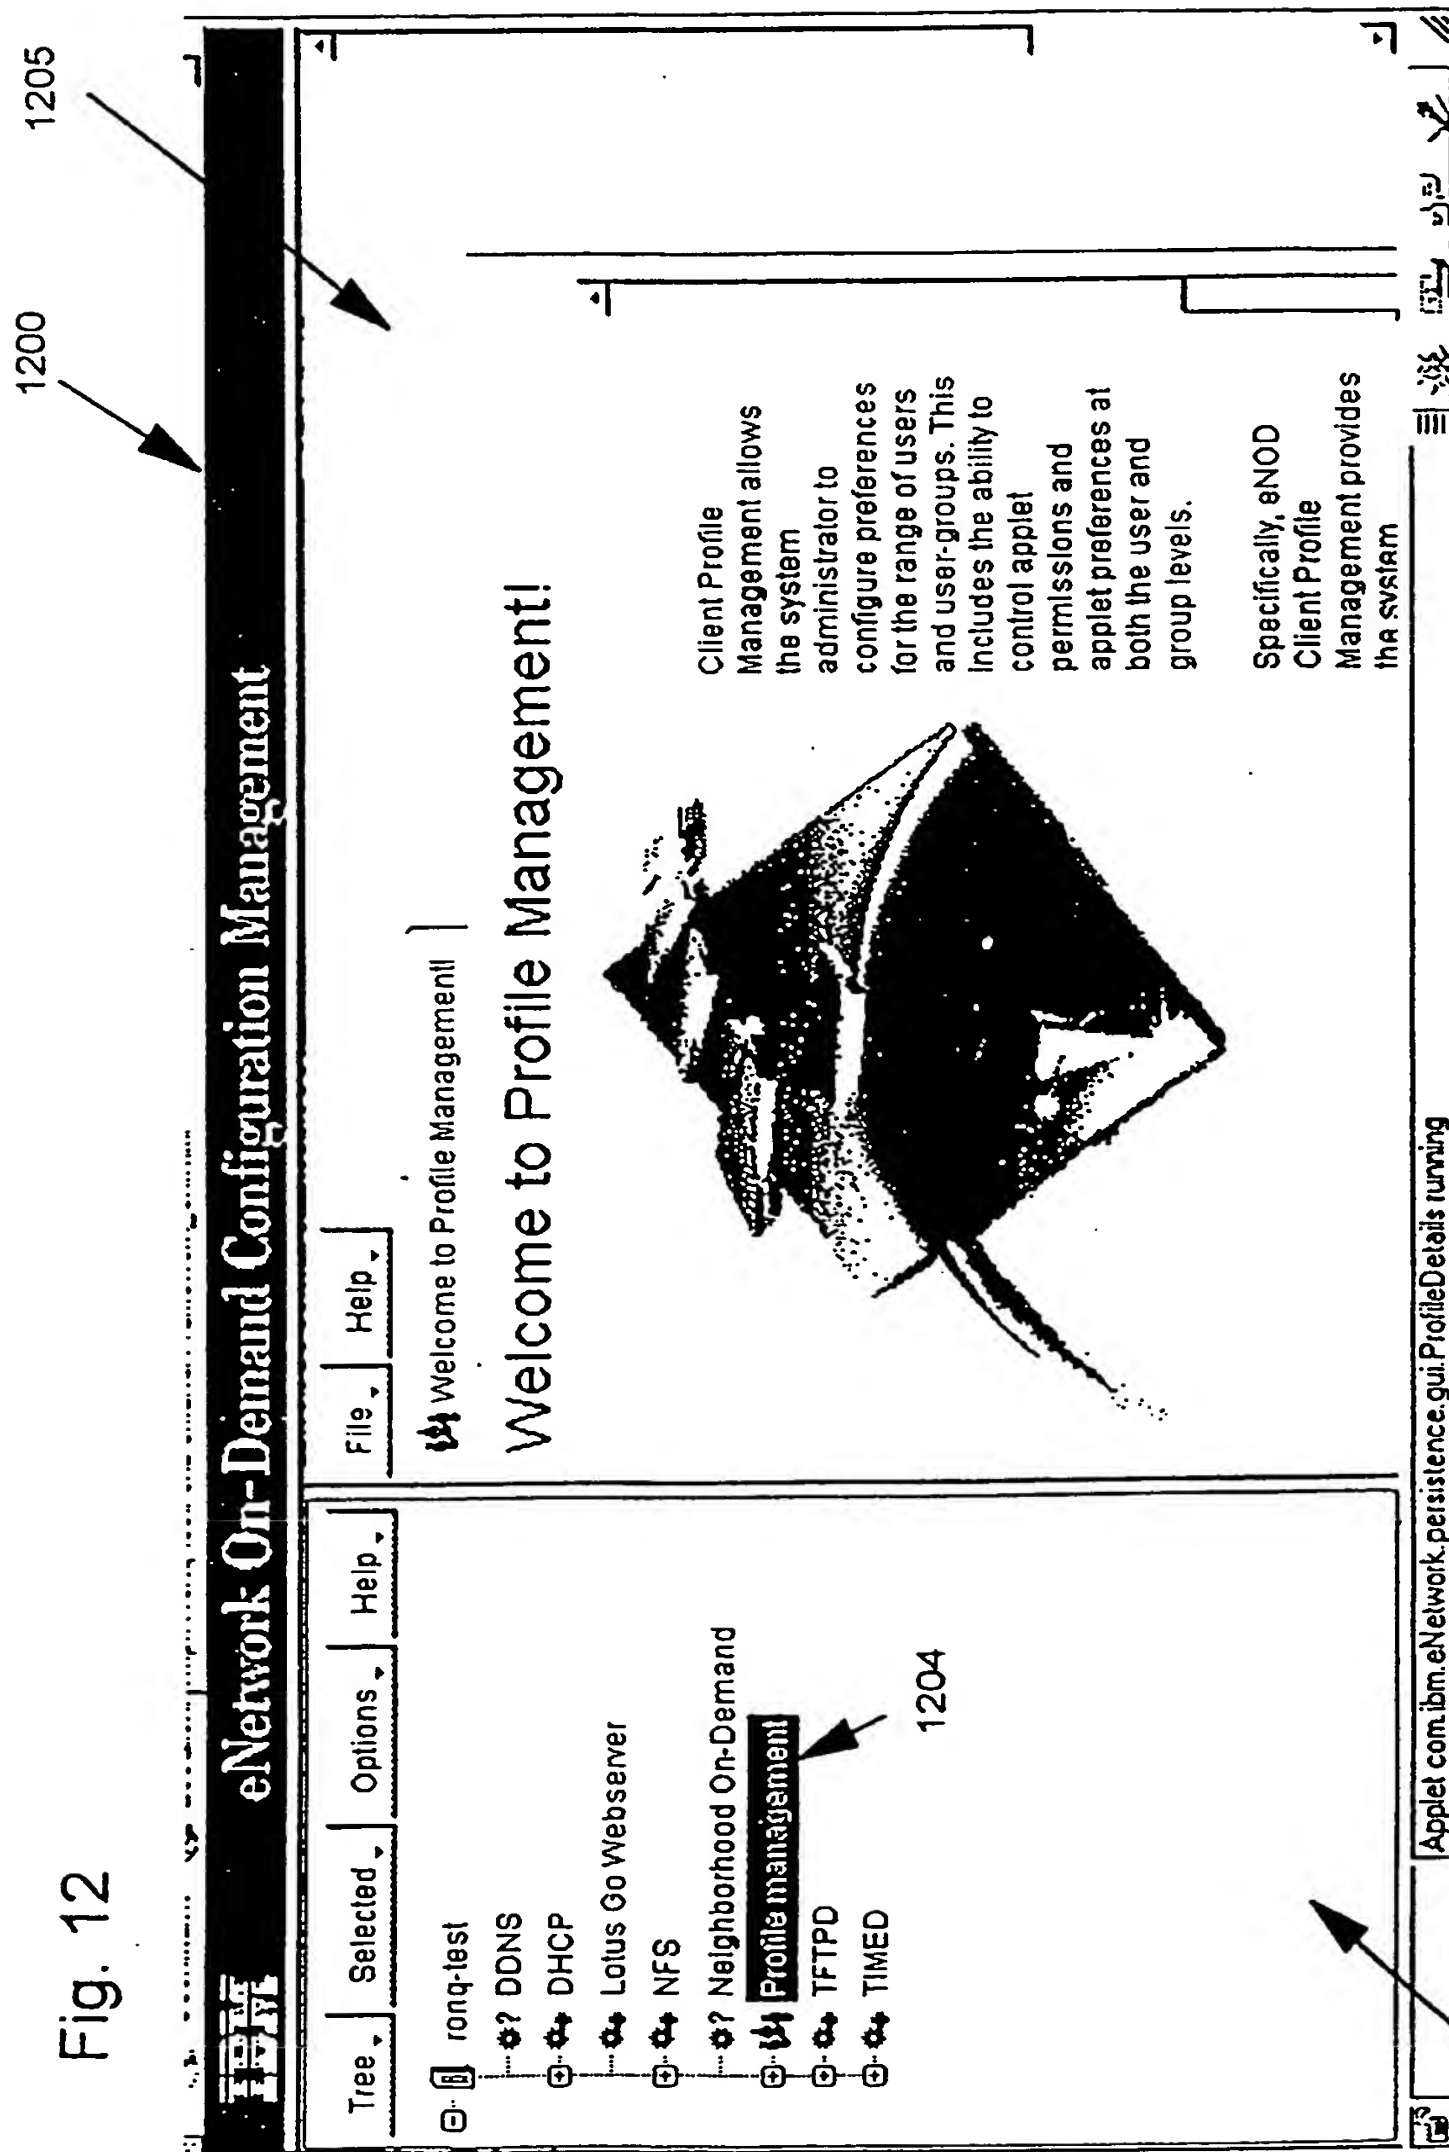 Fig. 12
1200
1205
IBM
eNetwork On-Demand Configuration Management
Tree
Selected
Options
Help
ronq-test
? DDNS
DHCP
Lotus Go Webserver
NFS
? Neighborhood On-Demand
Profile management
TFTPD
TIMED
1204
File
Help
Welcome to Profile Management!
Welcome to Profile Management!
Client Profile
Management allows
the system
administrator to
configure preferences
for the range of users
and user-groups. This
includes the ability to
control applet
permissions and
applet preferences at
both the user and
group levels.
Specifically, eNOD
Client Profile
Management provides
the system
Applet com.ibm.eNetwork.persistence.gui.ProfileDetails running